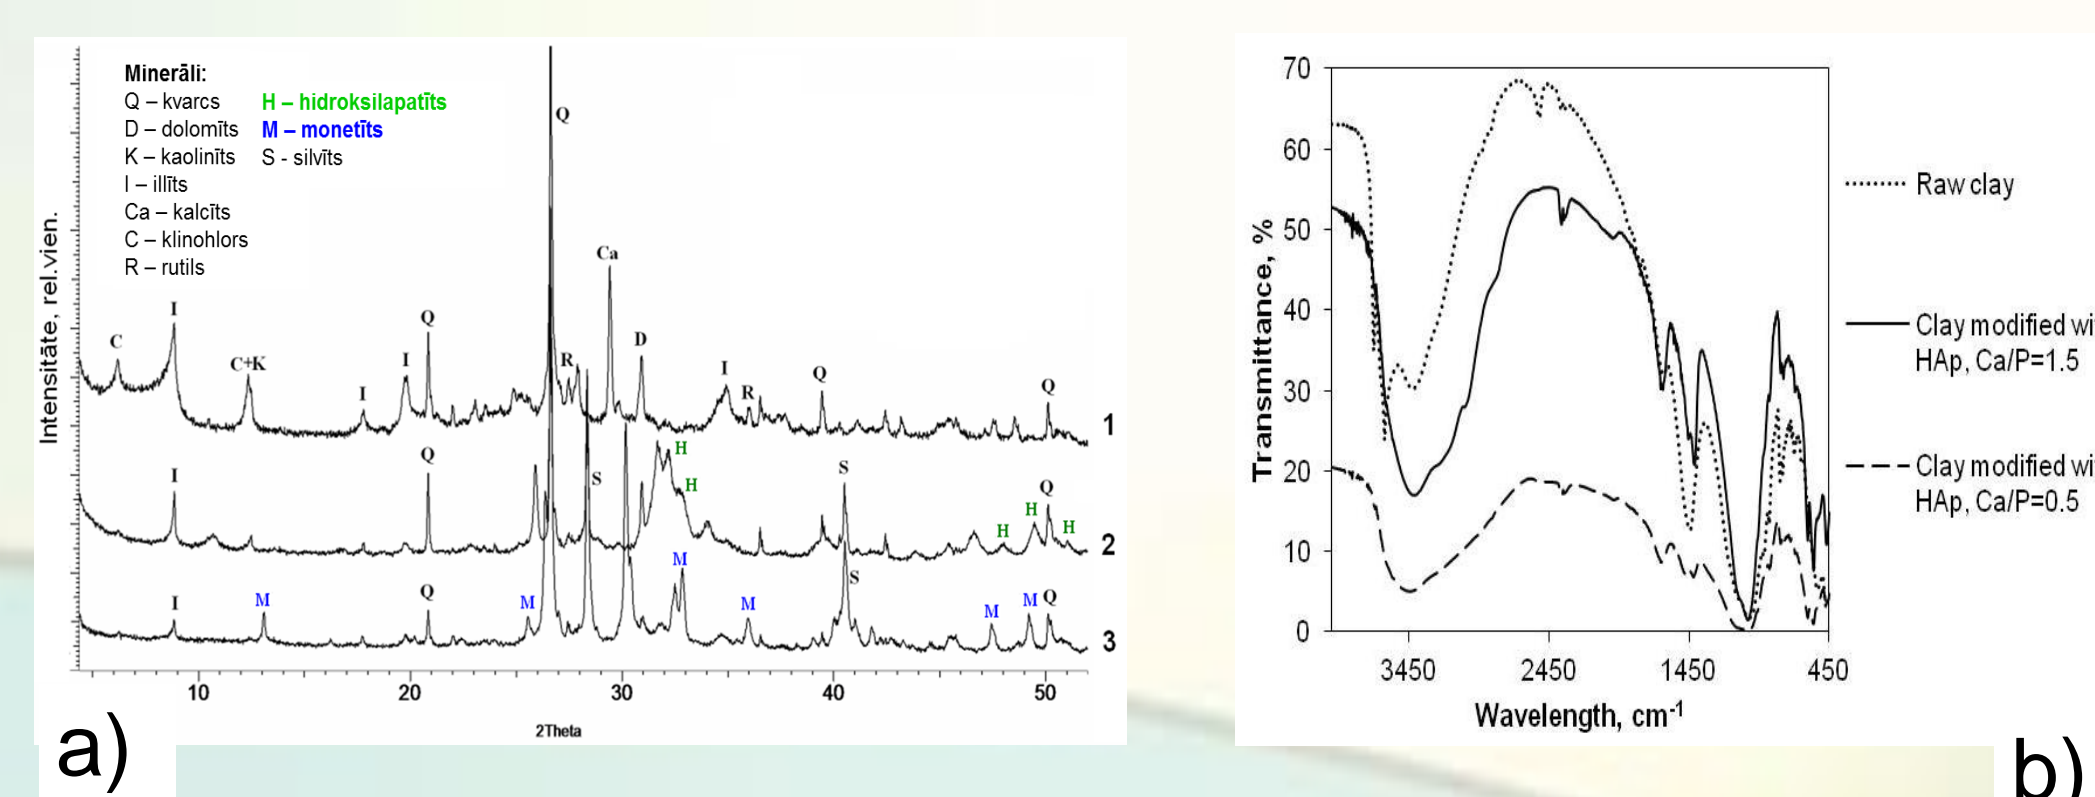 Minerāli:
Q – kvarcs
D – dolomīts
K – kaolinīts
I – illīts
Ca – kalcīts
C – klinohlors
R – rutils
H – hidroksilapatīts
M – monetīts
S - silvīts
Intensitāte, rel.vien.
C
I
C+K
I
I
Q
Q
R
Ca
D
I
R
Q
Q
1
I
Q
S
H
H
S
H
Q
H
2
I
M
Q
M
M
M
S
M
M
Q
3
10
20
30
40
50
2Theta
a)
70
60
50
40
30
20
10
0
Transmittance, %
3450
2450
1450
450
Wavelength, cm-1
Raw clay
Clay modified wi
HAp, Ca/P=1.5
Clay modified wi
HAp, Ca/P=0.5
b)